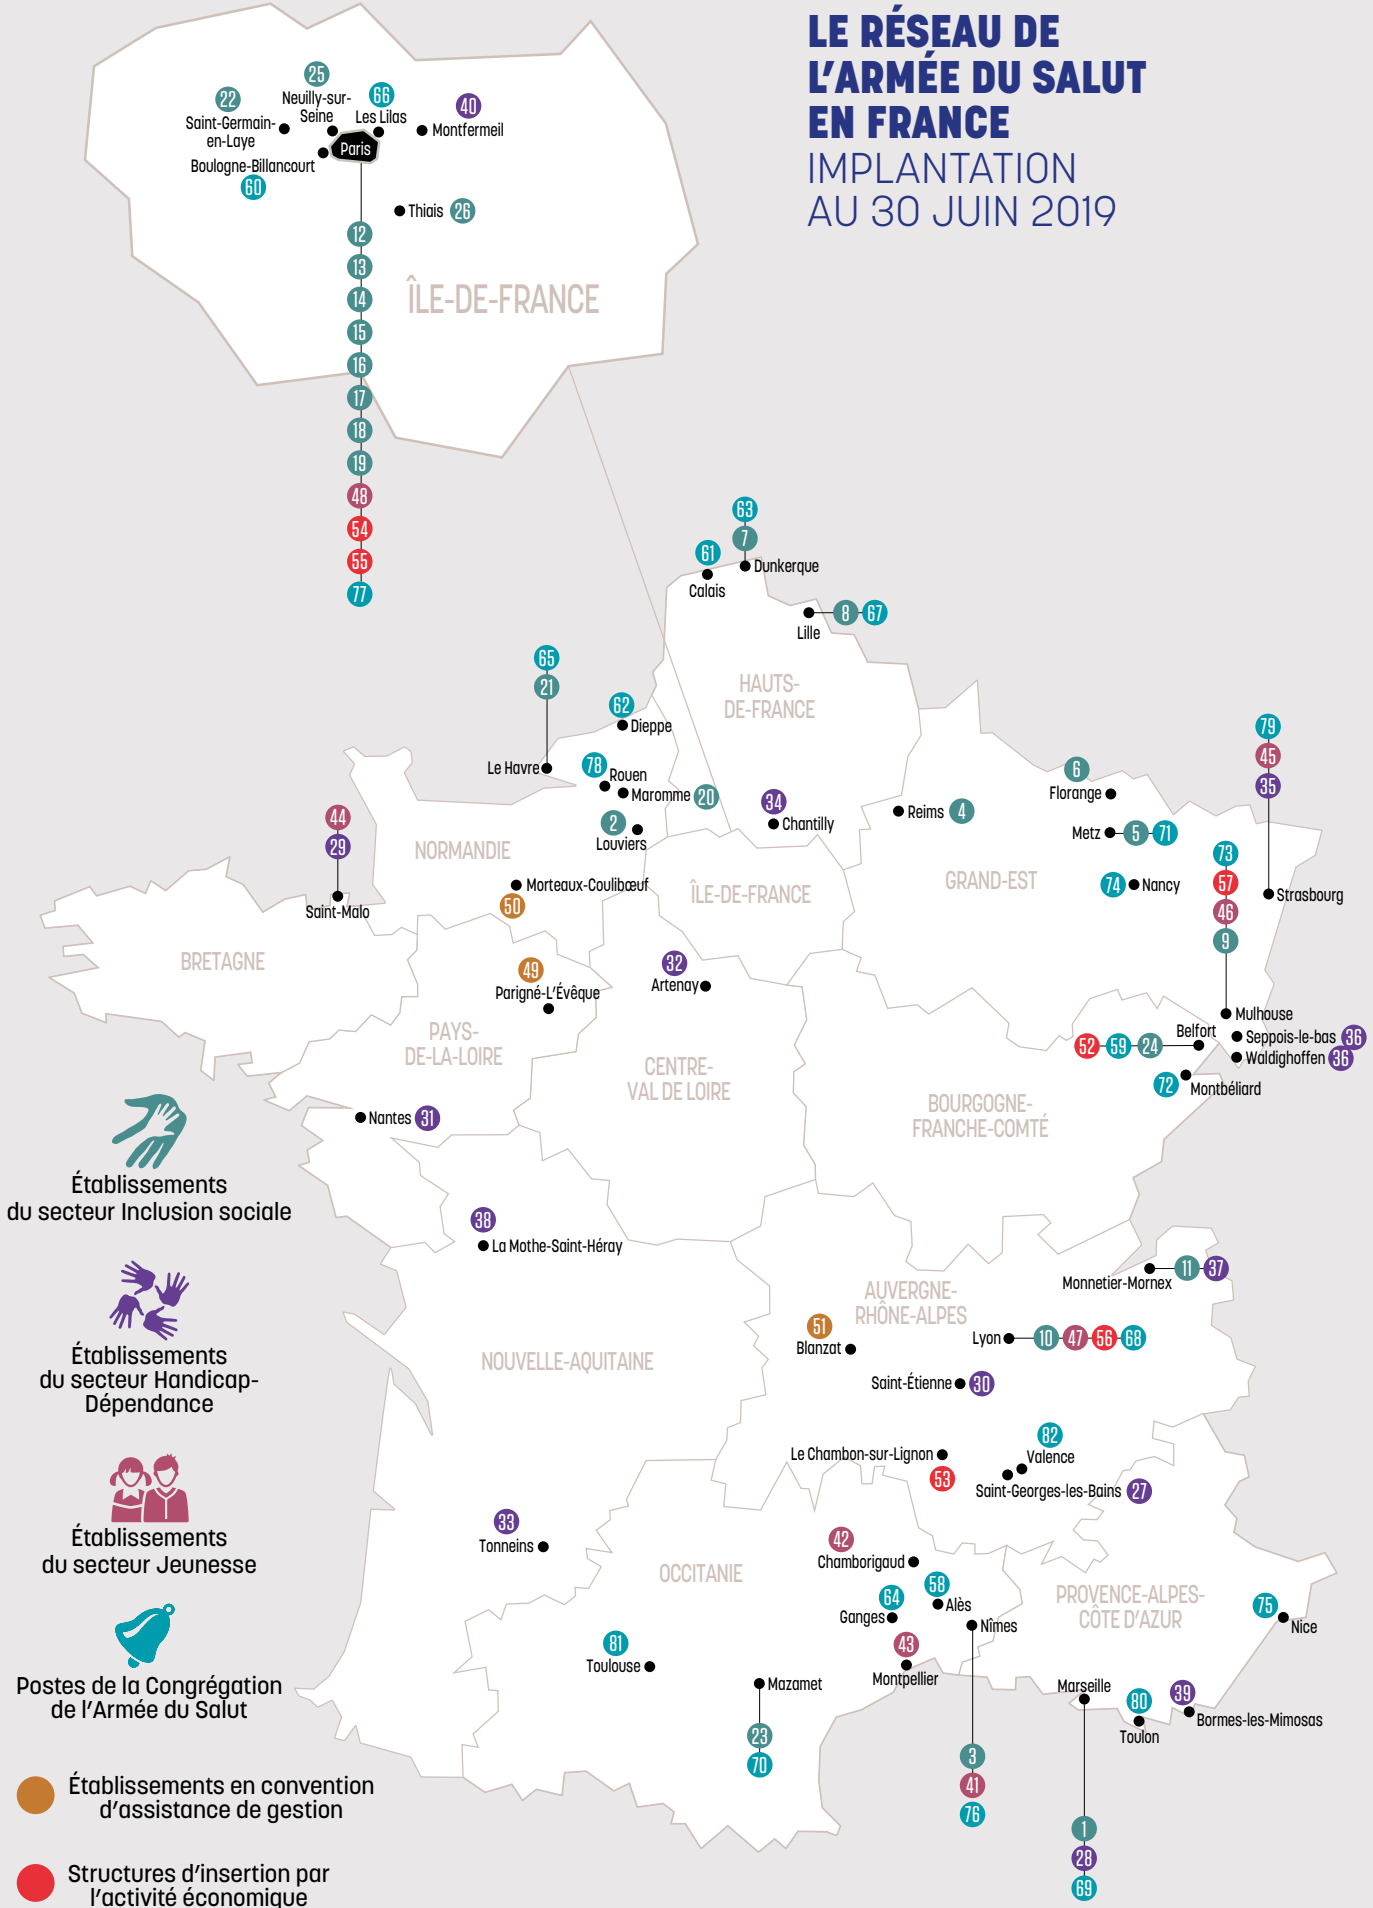 LE RÉSEAU DE
L'ARMÉE DU SALUT
EN FRANCE
IMPLANTATION
AU 30 JUIN 2019
25
Neuilly-sur-
Seine
22
Saint-Germain-
en-Laye
66
Les Lilas
40
Montfermeil
Paris
Boulogne-Billancourt
60
Thiais 26
12
13
14
15
16
17
18
19
48
54
55
77
ÎLE-DE-FRANCE
63
7
Dunkerque
61
Calais
Lille
8 67
HAUTS-
DE-FRANCE
65
21
Le Havre
62
Dieppe
78
Rouen
Maromme 20
2
Louviers
34
Chantilly
Reims 4
6
Florange
Metz 5 71
74 Nancy
79
45
35
Strasbourg
73
57
46
9
Mulhouse
Seppois-le-bas 36
Waldighoffen 36
Belfort
52 59 24
72
Montbéliard
44
29
Saint-Malo
NORMANDIE
Morteaux-Coulibœuf
50
ÎLE-DE-FRANCE
GRAND-EST
BRETAGNE
49
Parigné-L'Évêque
32
Artenay
PAYS-
DE-LA-LOIRE
CENTRE-
VAL DE LOIRE
BOURGOGNE-
FRANCHE-COMTÉ
Nantes 31
38
La Mothe-Saint-Héray
Monnetier-Mornex
11 37
AUVERGNE-
RHÔNE-ALPES
51
Blanzat
Lyon 10 47 56 68
NOUVELLE-AQUITAINE
Saint-Étienne 30
Le Chambon-sur-Lignon
53
82
Valence
Saint-Georges-les-Bains 27
33
Tonneins
OCCITANIE
42
Chamborigaud
58
Alès
64
Ganges
Nîmes
3
41
76
43
Montpellier
81
Toulouse
Mazamet
23
70
PROVENCE-ALPES-
CÔTE D'AZUR
75
Nice
Marseille
1
28
69
80
Toulon
39
Bormes-les-Mimosas
Établissements
du secteur Inclusion sociale
Établissements
du secteur Handicap-
Dépendance
Établissements
du secteur Jeunesse
Postes de la Congrégation
de l'Armée du Salut
Établissements en convention
d'assistance de gestion
Structures d'insertion par
l'activité économique